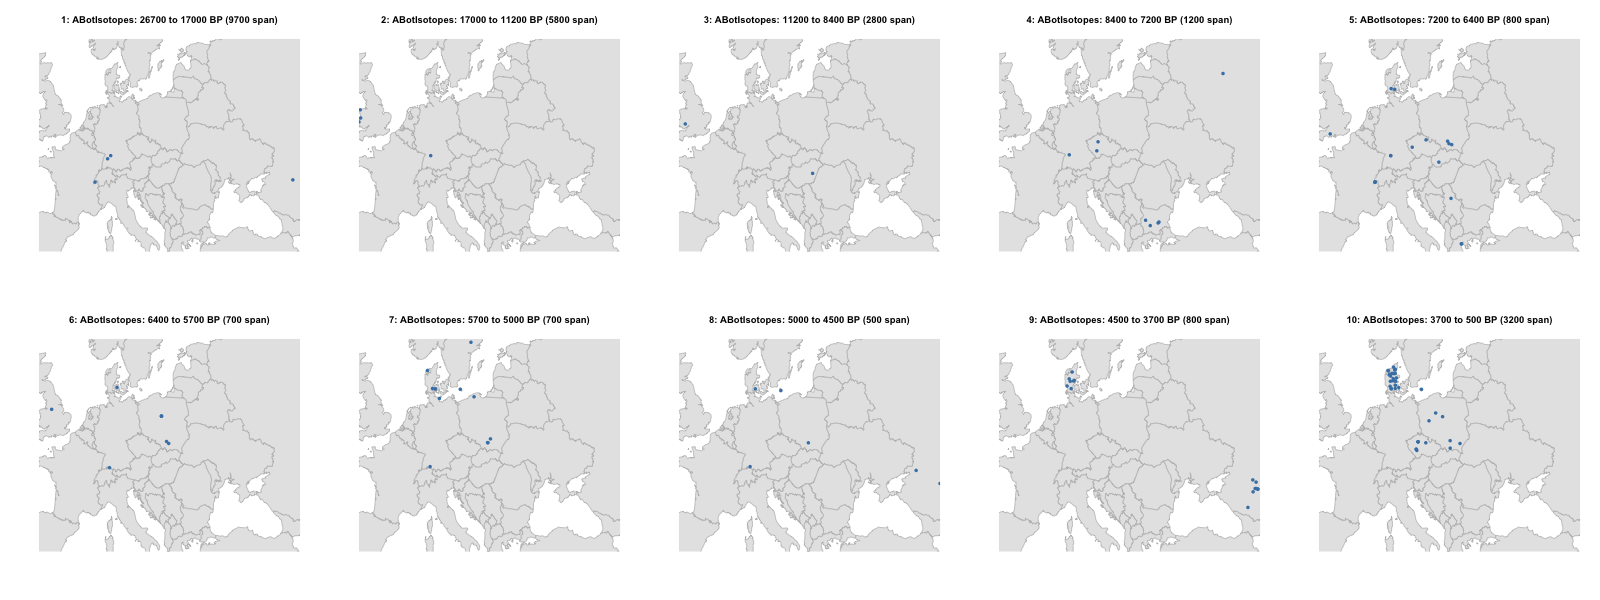 1: ABotIsotopes: 26700 to 17000 BP (9700 span)
2: ABotIsotopes: 17000 to 11200 BP (5800 span)
3: ABotIsotopes: 11200 to 8400 BP (2800 span)
4: ABotIsotopes: 8400 to 7200 BP (1200 span)
5: ABotIsotopes: 7200 to 6400 BP (800 span)
6: ABotIsotopes: 6400 to 5700 BP (700 span)
7: ABotIsotopes: 5700 to 5000 BP (700 span)
8: ABotIsotopes: 5000 to 4500 BP (500 span)
9: ABotIsotopes: 4500 to 3700 BP (800 span)
10: ABotIsotopes: 3700 to 500 BP (3200 span)